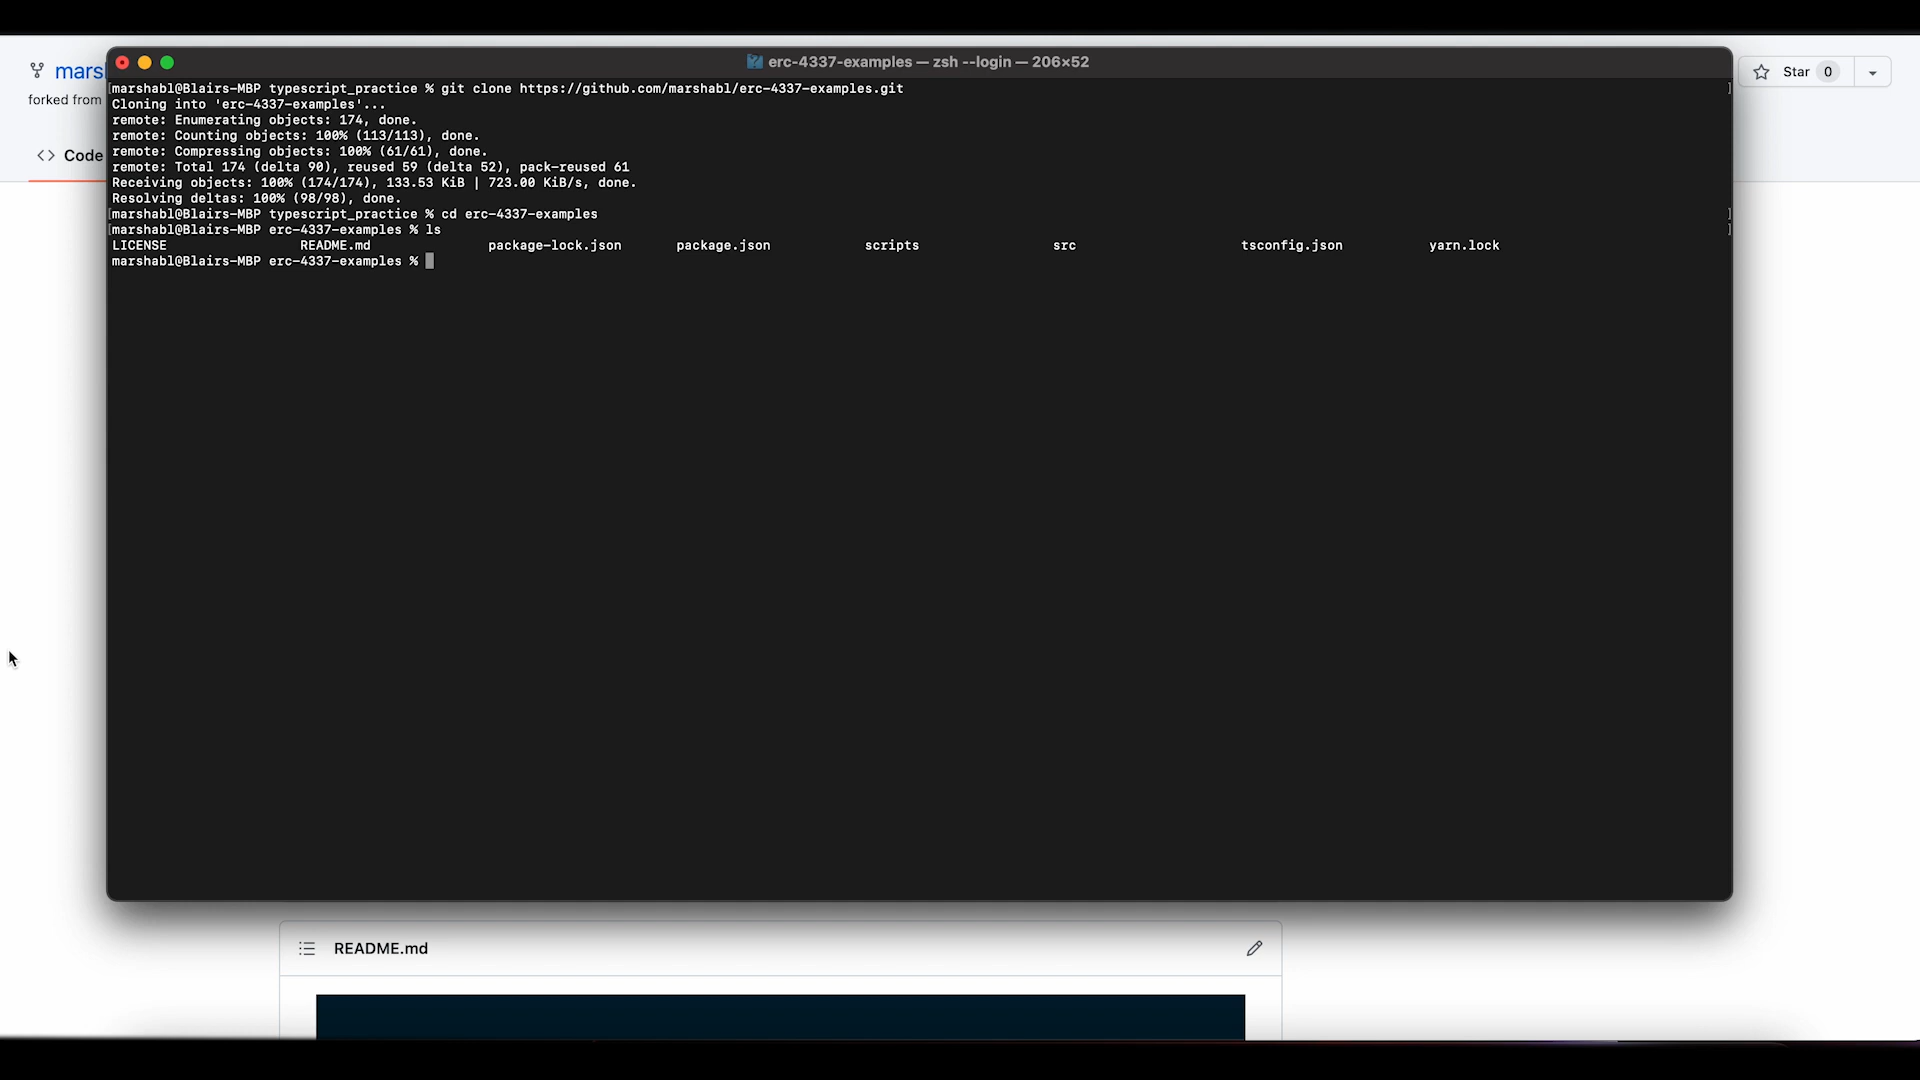 marsl
forked from
Code
Star 0
erc-4337-examples — zsh --login — 206×52
[marshabl@Blairs-MBP typescript_practice % git clone https://github.com/marshabl/erc-4337-examples.git ]
Cloning into 'erc-4337-examples'...
remote: Enumerating objects: 174, done.
remote: Counting objects: 100% (113/113), done.
remote: Compressing objects: 100% (61/61), done.
remote: Total 174 (delta 90), reused 59 (delta 52), pack-reused 61
Receiving objects: 100% (174/174), 133.53 KiB | 723.00 KiB/s, done.
Resolving deltas: 100% (98/98), done.
[marshabl@Blairs-MBP typescript_practice % cd erc-4337-examples ]
[marshabl@Blairs-MBP erc-4337-examples % ls ]
LICENSE README.md package-lock.json package.json scripts src tsconfig.json yarn.lock
marshabl@Blairs-MBP erc-4337-examples %
README.md